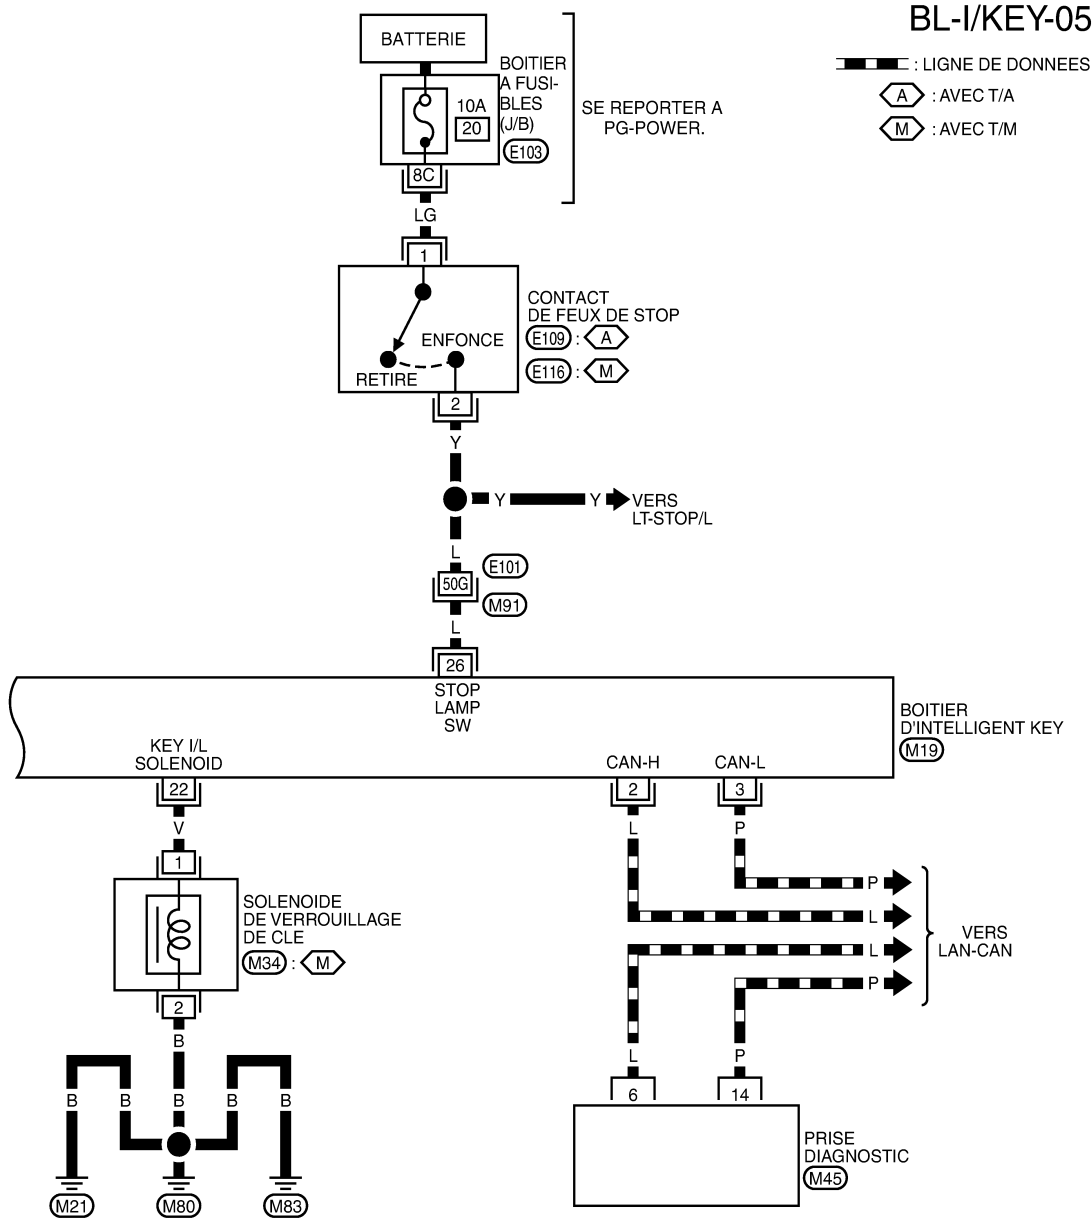 BL-I/KEY-05
: LIGNE DE DONNEES
A : AVEC T/A
M : AVEC T/M
BATTERIE
BOITIER
A FUSI-
BLES
(J/B)
E103
10A
20
SE REPORTER A
PG-POWER.
8C
LG
1
CONTACT
DE FEUX DE STOP
E109 : A
E116 : M
ENFONCE
RETIRE
2
Y
Y Y VERS
LT-STOP/L
L
E101
50G
M91
L
26
STOP
LAMP
SW
BOITIER
D'INTELLIGENT KEY
M19
KEY I/L
SOLENOID
CAN-H CAN-L
22 2 3
V L P
1
P
L
L
P
VERS
LAN-CAN
SOLENOIDE
DE VERROUILLAGE
DE CLE
M34 : M
2
B
L P
B B B B B
6 14
PRISE
DIAGNOSTIC
M45
M21 M80 M83